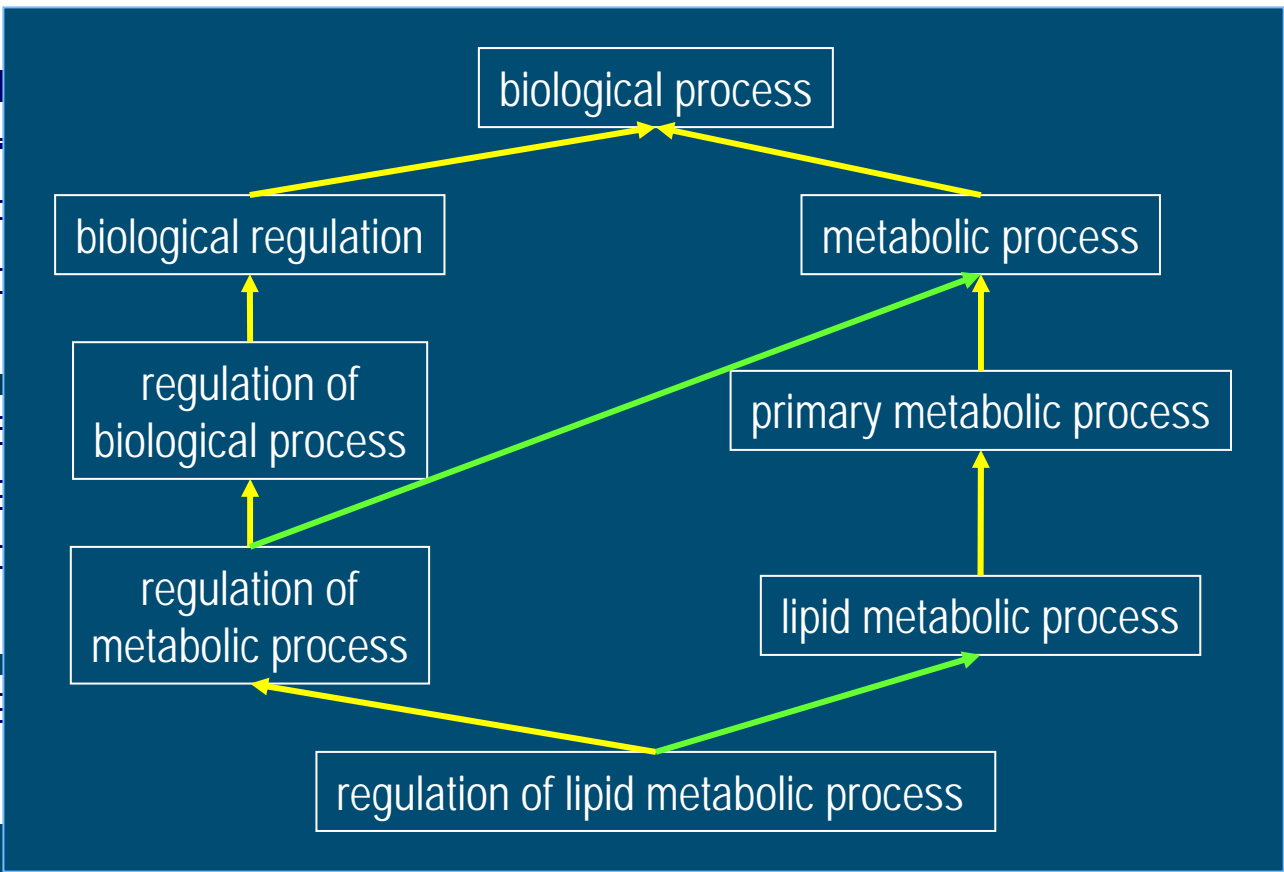 biological process
biological regulation
metabolic process
regulation of
biological process
primary metabolic process
regulation of
metabolic process
lipid metabolic process
regulation of lipid metabolic process